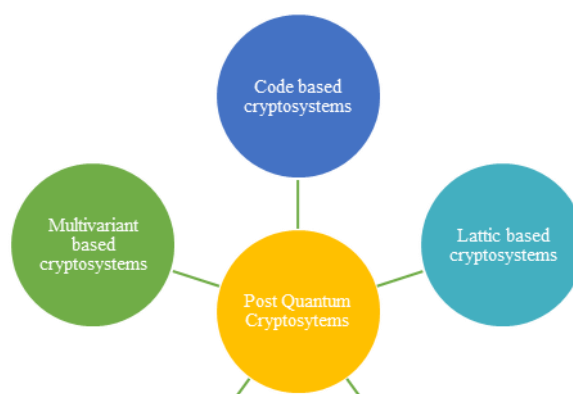 Code based
cryptosystems
Multivariant
based
cryptosystems
Lattic based
cryptosystems
Post Quantum
Cryptosytems